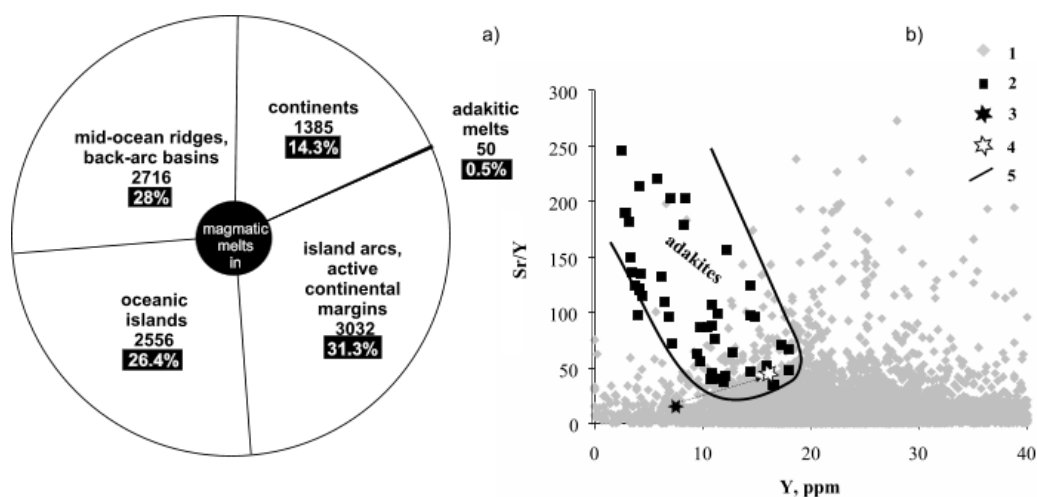 a)
continents
1385
14.3%
adakitic
melts
50
0.5%
mid-ocean ridges,
back-arc basins
2716
28%
magmatic
melts
in
island arcs,
active
continental
margins
3032
31.3%
oceanic
islands
2556
26.4%
b)
1
2
3
4
5
300
250
200
150
100
50
0
Sr/Y
adakites
0
10
20
30
40
Y, ppm